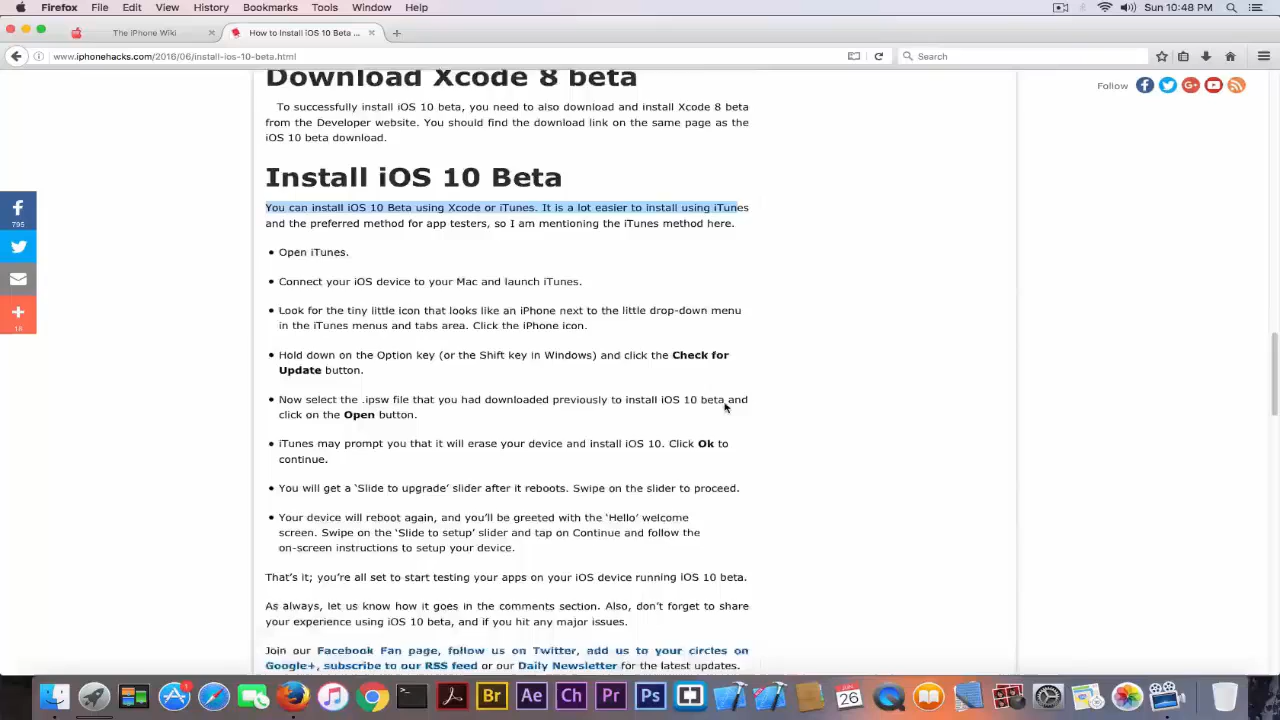 Firefox File Edit View History Bookmarks Tools Window Help Sun 10:48 PM
The iPhone Wiki × How to Install iOS 10 Beta ... × +
www.iphonehacks.com/2016/06/install-ios-10-beta.html Search
Download Xcode 8 beta
Follow
To successfully install iOS 10 beta, you need to also download and install Xcode 8 beta
from the Developer website. You should find the download link on the same page as the
iOS 10 beta download.
Install iOS 10 Beta
You can install iOS 10 Beta using Xcode or iTunes. It is a lot easier to install using iTunes
and the preferred method for app testers, so I am mentioning the iTunes method here.
795
• Open iTunes.
• Connect your iOS device to your Mac and launch iTunes.
• Look for the tiny little icon that looks like an iPhone next to the little drop-down menu
in the iTunes menus and tabs area. Click the iPhone icon.
1K
• Hold down on the Option key (or the Shift key in Windows) and click the Check for
Update button.
• Now select the .ipsw file that you had downloaded previously to install iOS 10 beta and
click on the Open button.
• iTunes may prompt you that it will erase your device and install iOS 10. Click Ok to
continue.
• You will get a ‘Slide to upgrade’ slider after it reboots. Swipe on the slider to proceed.
• Your device will reboot again, and you’ll be greeted with the ‘Hello’ welcome
screen. Swipe on the ‘Slide to setup’ slider and tap on Continue and follow the
on-screen instructions to setup your device.
That’s it; you’re all set to start testing your apps on your iOS device running iOS 10 beta.
As always, let us know how it goes in the comments section. Also, don’t forget to share
your experience using iOS 10 beta, and if you hit any major issues.
Join our Facebook Fan page, follow us on Twitter, add us to your circles on
Google+, subscribe to our RSS feed or our Daily Newsletter for the latest updates.
1 Br Ae Ch Pr Ps JUN 26